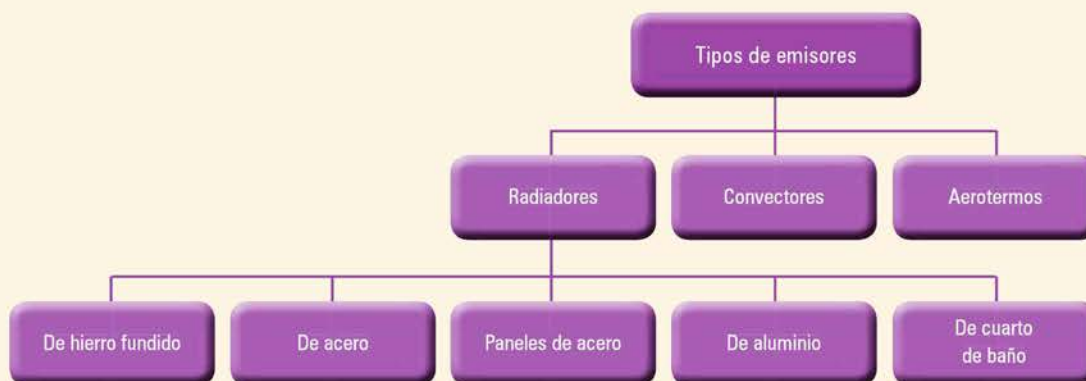 Tipos de emisores
Radiadores
Convectores
Aerotermos
De hierro fundido
De acero
Paneles de acero
De aluminio
De cuarto
de baño